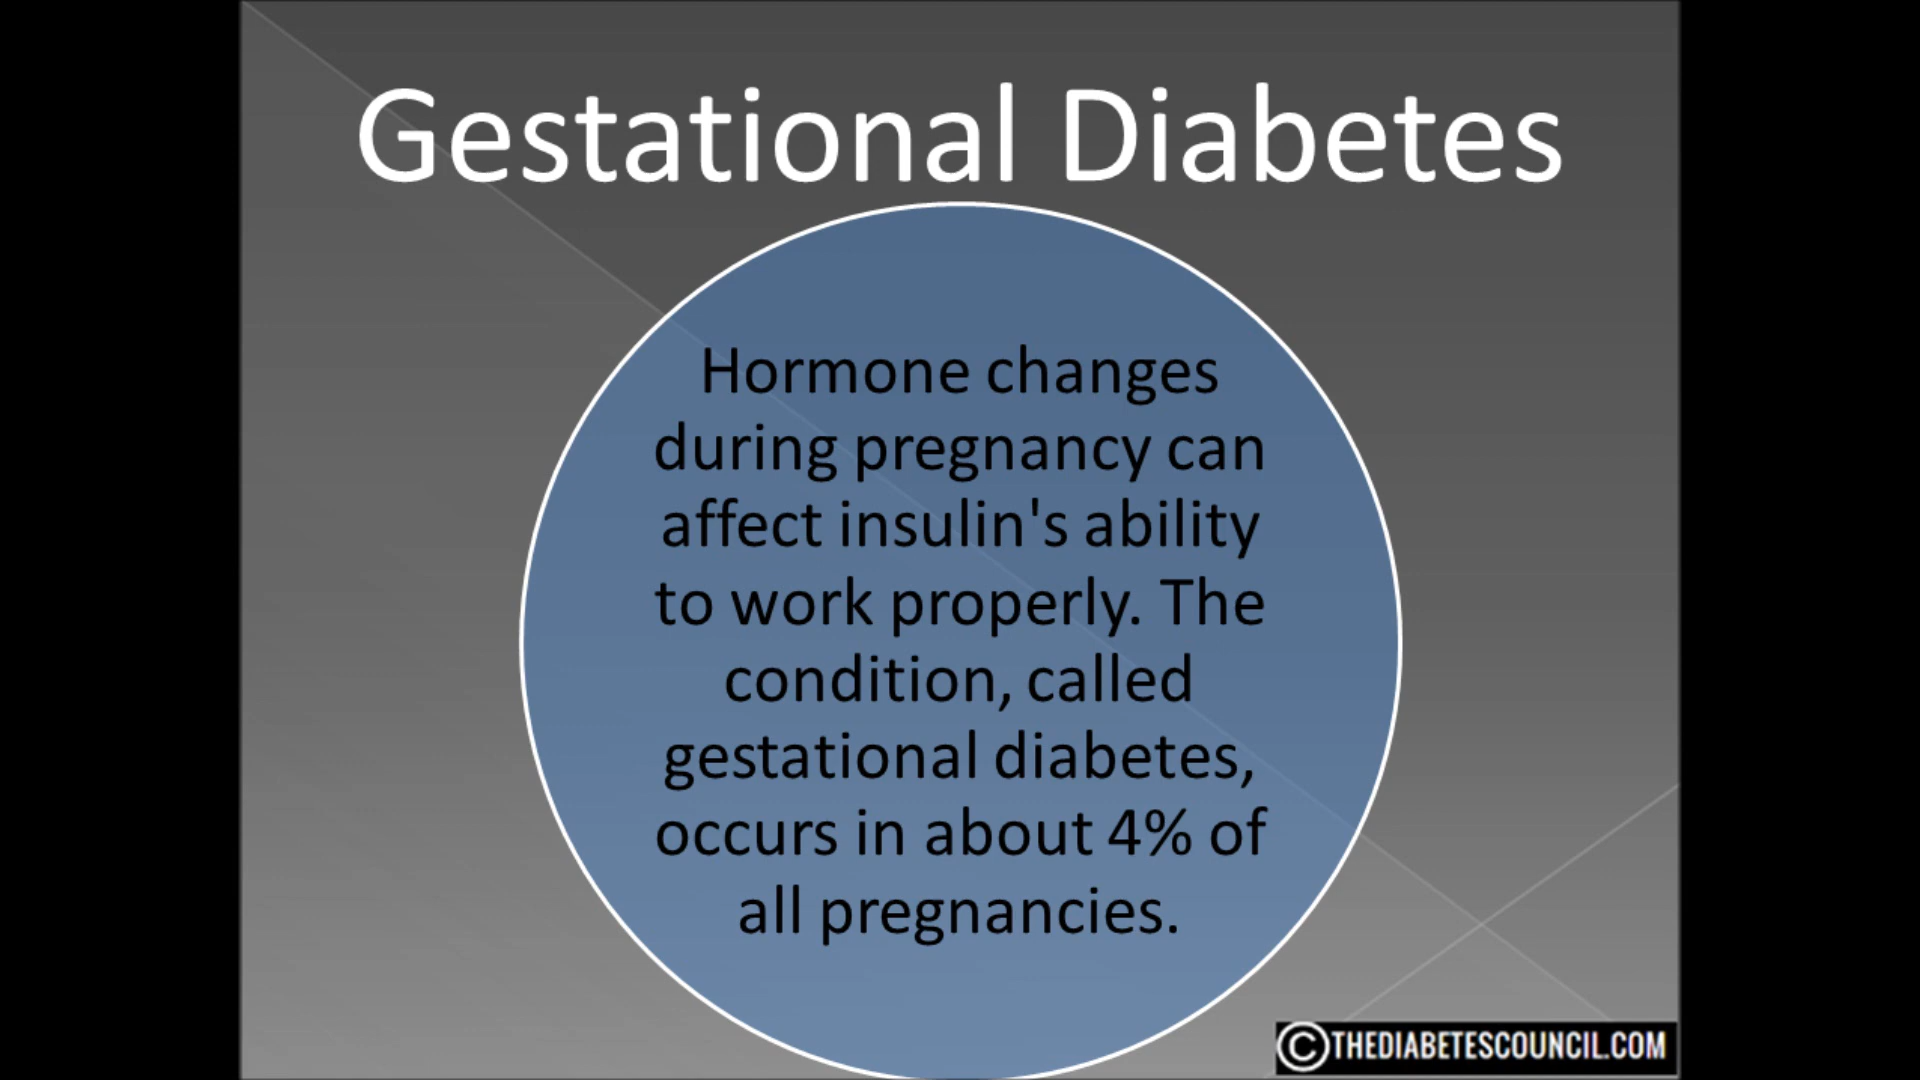 Gestational Diabetes
Hormone changes
during pregnancy can
affect insulin's ability
to work properly. The
condition, called
gestational diabetes,
occurs in about 4% of
all pregnancies.
©THEDIABETESCOUNCIL.COM